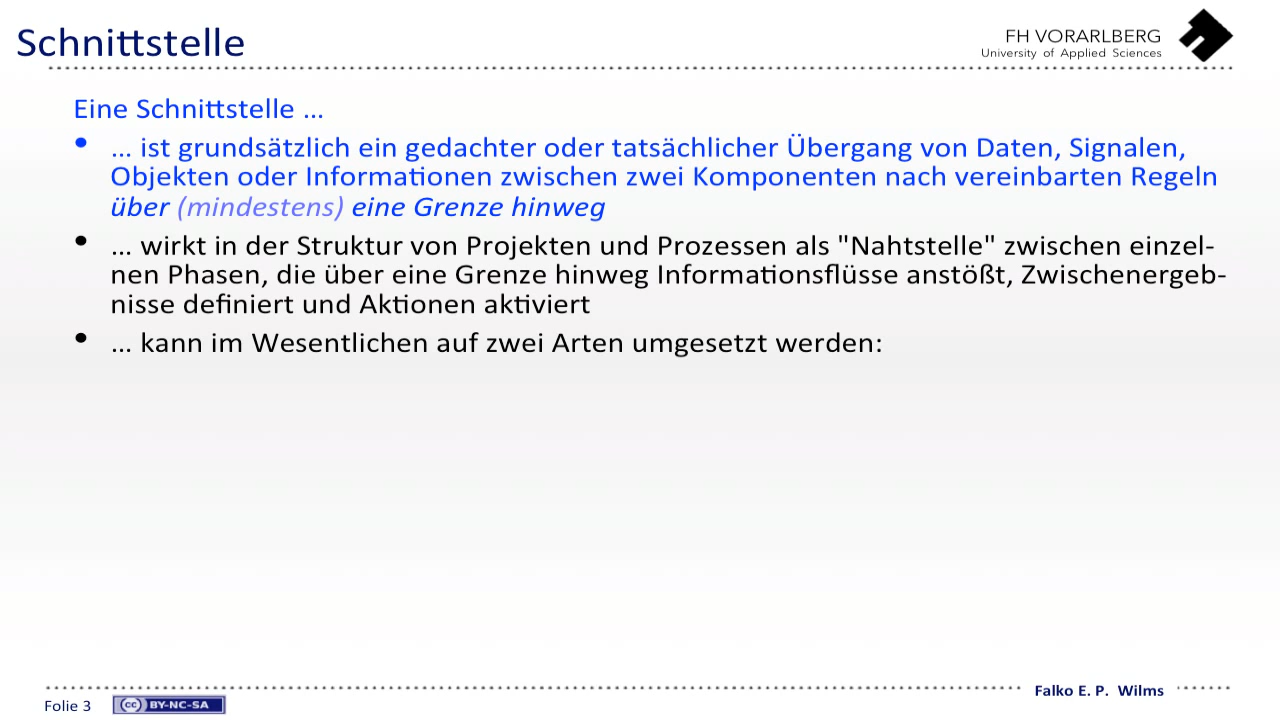 Schnittstelle
FH VORARLBERG
University of Applied Sciences
Eine Schnittstelle ...
• ... ist grundsätzlich ein gedachter oder tatsächlicher Übergang von Daten, Signalen,
Objekten oder Informationen zwischen zwei Komponenten nach vereinbarten Regeln
über (mindestens) eine Grenze hinweg
• ... wirkt in der Struktur von Projekten und Prozessen als "Nahtstelle" zwischen einzel-
nen Phasen, die über eine Grenze hinweg Informationsflüsse anstößt, Zwischenergeb-
nisse definiert und Aktionen aktiviert
• ... kann im Wesentlichen auf zwei Arten umgesetzt werden:
Falko E. P. Wilms
Folie 3
cc BY-NC-SA